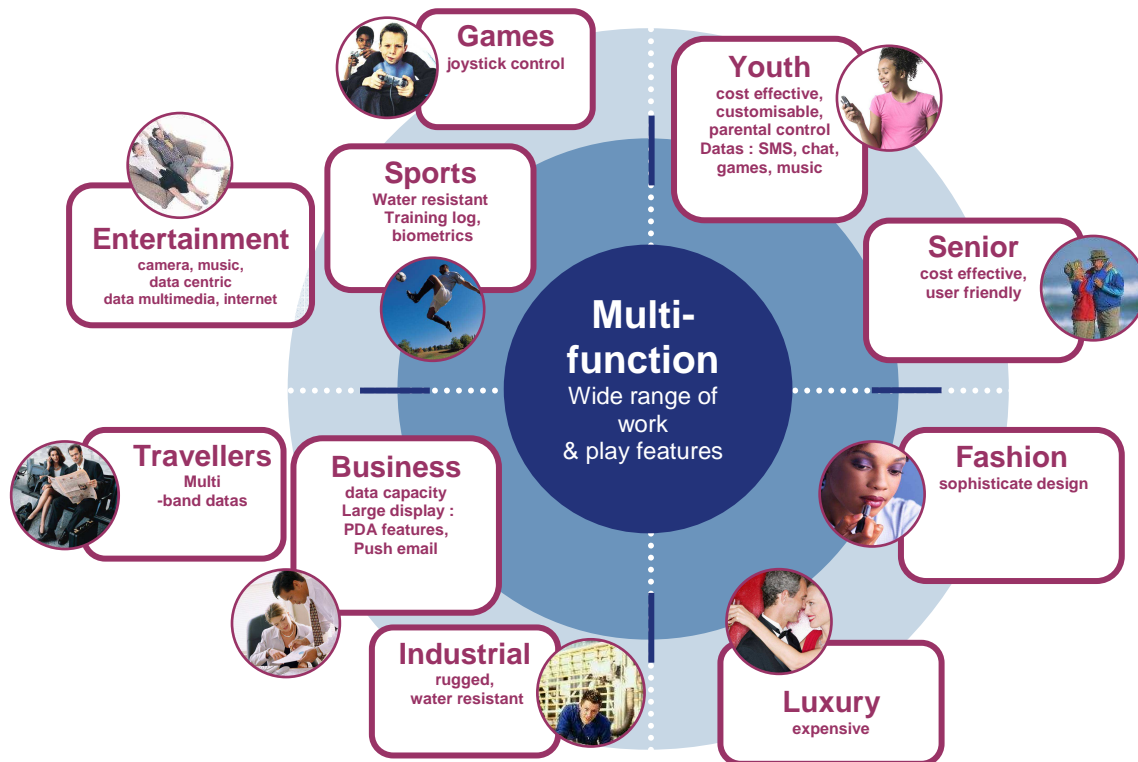 Games
joystick control
Youth
cost effective,
customisable,
parental control
Datas : SMS, chat,
games, music
Sports
Water resistant
Training log,
biometrics
Entertainment
camera, music,
data centric
data multimedia, internet
Senior
cost effective,
user friendly
Multi-
function
Wide range of
work
& play features
Travellers
Multi
-band datas
Business
data capacity
Large display :
PDA features,
Push email
Fashion
sophisticate design
Industrial
rugged,
water resistant
Luxury
expensive